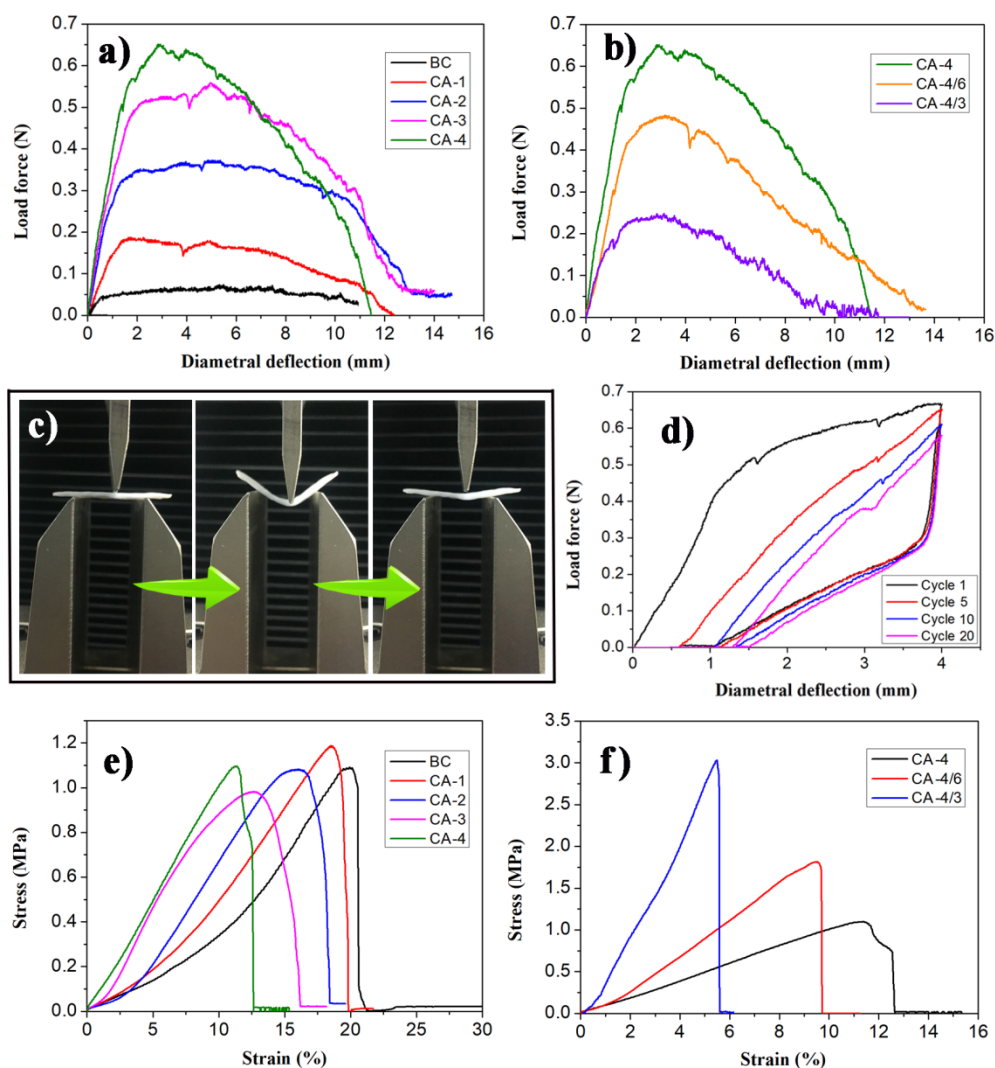 a)
0.7
0.6
0.5
0.4
0.3
0.2
0.1
0.0
Load force (N)
0 2 4 6 8 10 12 14 16
Diametral deflection (mm)
BC
CA-1
CA-2
CA-3
CA-4
b)
0.7
0.6
0.5
0.4
0.3
0.2
0.1
0.0
Load force (N)
0 2 4 6 8 10 12 14 16
Diametral deflection (mm)
CA-4
CA-4/6
CA-4/3
c)
d)
0.7
0.6
0.5
0.4
0.3
0.2
0.1
0.0
Load force (N)
0 1 2 3 4
Diametral deflection (mm)
Cycle 1
Cycle 5
Cycle 10
Cycle 20
e)
1.2
1.0
0.8
0.6
0.4
0.2
0.0
Stress (MPa)
0 5 10 15 20 25 30
Strain (%)
BC
CA-1
CA-2
CA-3
CA-4
f)
3.5
3.0
2.5
2.0
1.5
1.0
0.5
0.0
Stress (MPa)
0 2 4 6 8 10 12 14 16
Strain (%)
CA-4
CA-4/6
CA-4/3